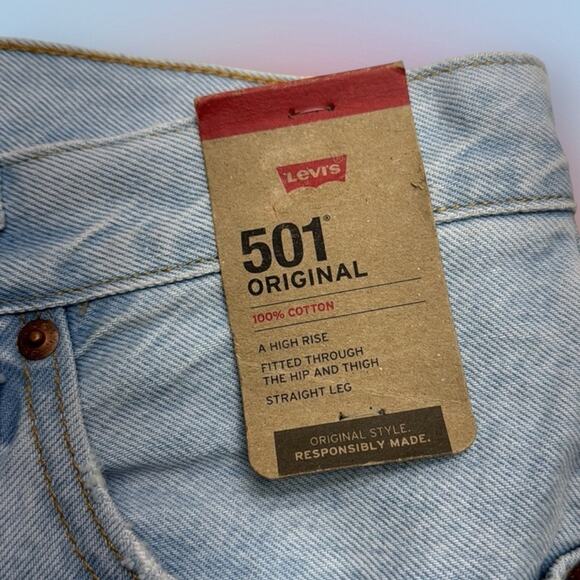 Levi's
501®
ORIGINAL
100% COTTON
A HIGH RISE
FITTED THROUGH
THE HIP AND THIGH
STRAIGHT LEG
ORIGINAL STYLE.
RESPONSIBLY MADE.